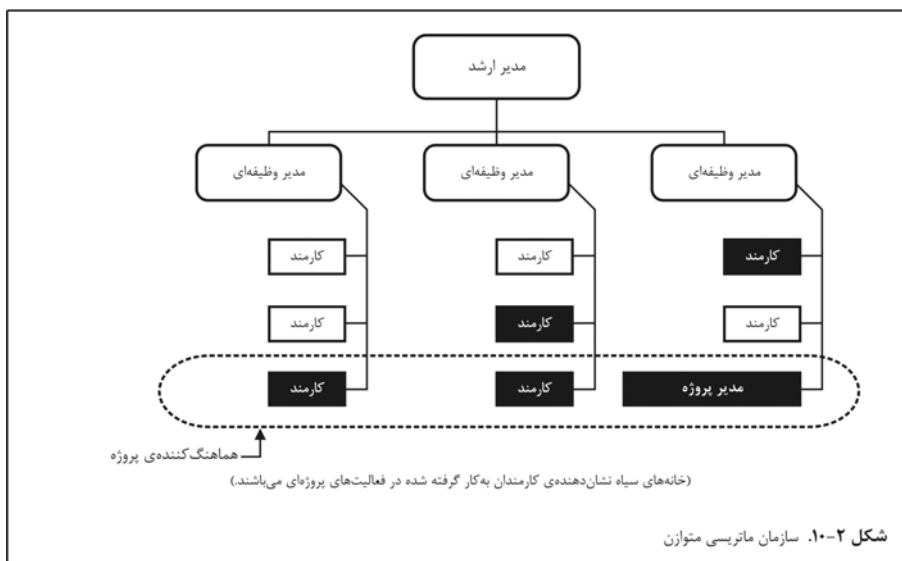 مدیر ارشد
مدیر وظیفه‌ای
مدیر وظیفه‌ای
مدیر وظیفه‌ای
کارمند
کارمند
کارمند
کارمند
کارمند
کارمند
مدیر پروژه
کارمند
کارمند
هماهنگ‌کننده‌ی پروژه
(خانه‌های سیاه نشان‌دهنده‌ی کارمندان به‌کار گرفته شده در فعالیت‌های پروژه‌ای می‌باشند.)
شکل ۲-۱۰. سازمان ماتریسی متوازن